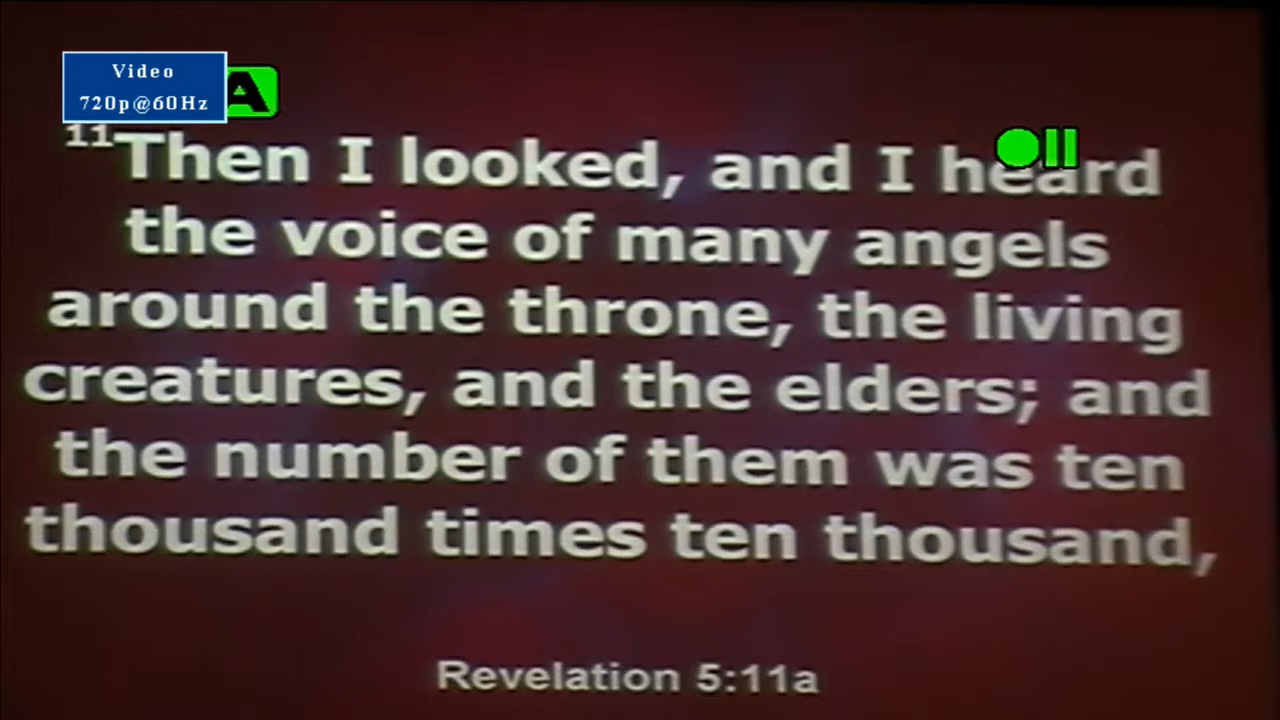 Video
720p@60Hz
A
11Then I looked, and I heard
the voice of many angels
around the throne, the living
creatures, and the elders; and
the number of them was ten
thousand times ten thousand,
Revelation 5:11a